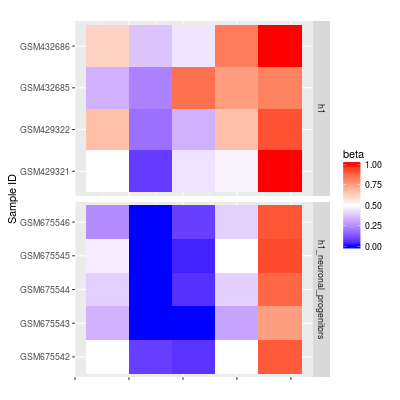 Sample ID
GSM432686
GSM432685
GSM429322
GSM429321
h1
GSM675546
GSM675545
GSM675544
GSM675543
GSM675542
h1_neuronal_progenitors
beta
1.00
0.75
0.50
0.25
0.00